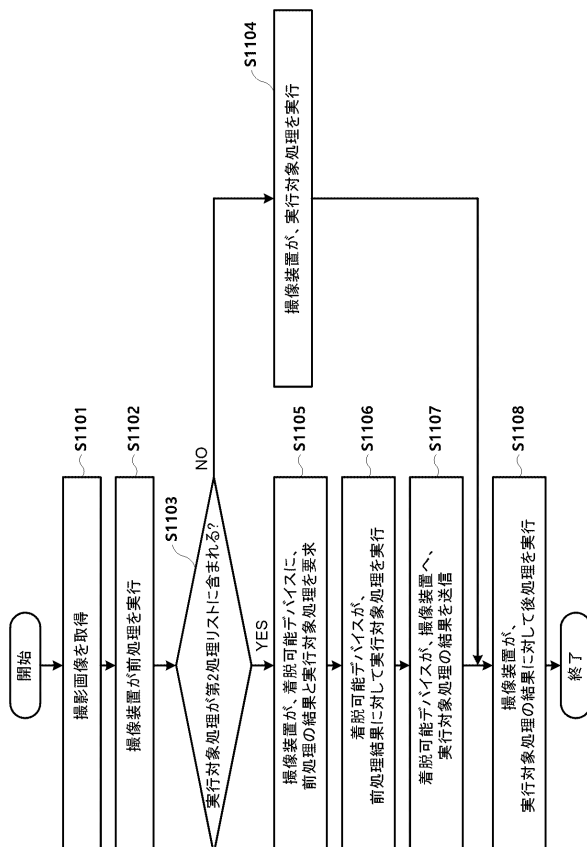 開始
撮影画像を取得
S1101
撮像装置が前処理を実行
S1102
実行対象処理が第2処理リストに含まれる?
S1103
NO
YES
撮像装置が、実行対象処理を実行
S1104
撮像装置が、着脱可能デバイスに、
前処理の結果と実行対象処理を要求
S1105
着脱可能デバイスが、
前処理結果に対して実行対象処理を実行
S1106
着脱可能デバイスが、撮像装置へ、
実行対象処理の結果を送信
S1107
撮像装置が、
実行対象処理の結果に対して後処理を実行
S1108
終了